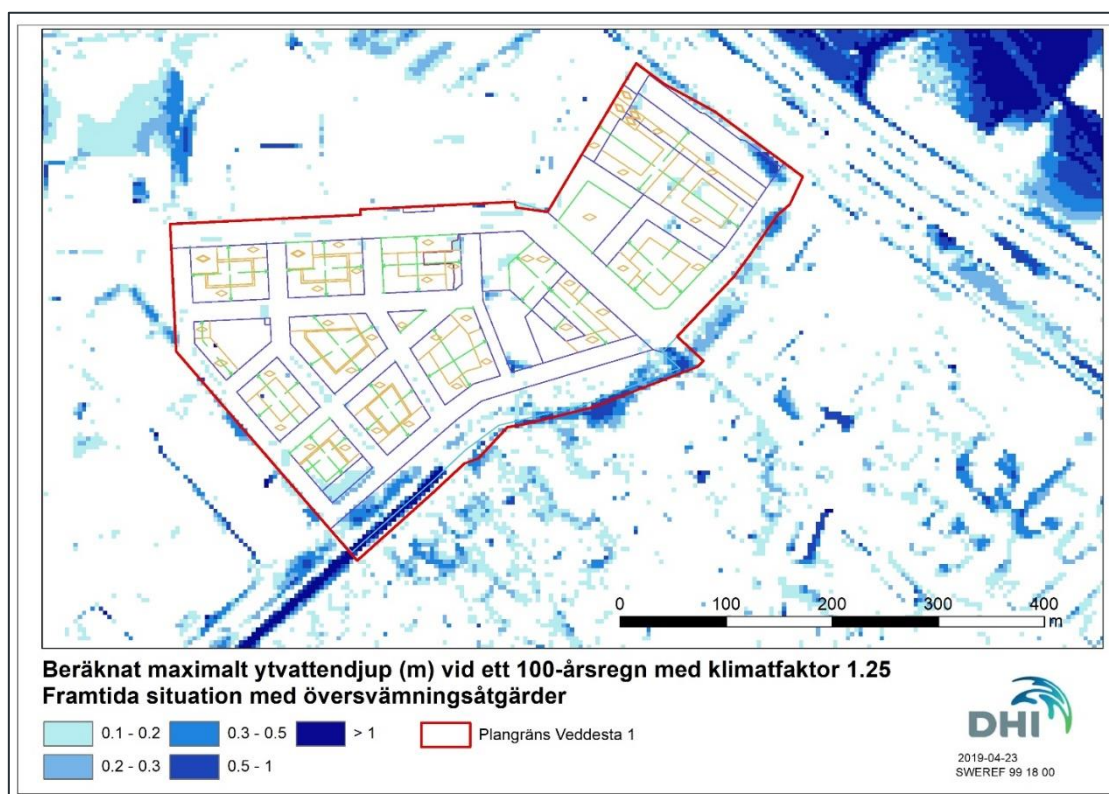 0 100 200 300 400
m
Beräknat maximalt ytvattendjup (m) vid ett 100-årsregn med klimatfaktor 1.25
Framtida situation med översvämningsåtgärder
0.1 - 0.2 0.3 - 0.5 > 1 Plangräns Veddesta 1
0.2 - 0.3 0.5 - 1
DHI
2019-04-23
SWEREF 99 18 00